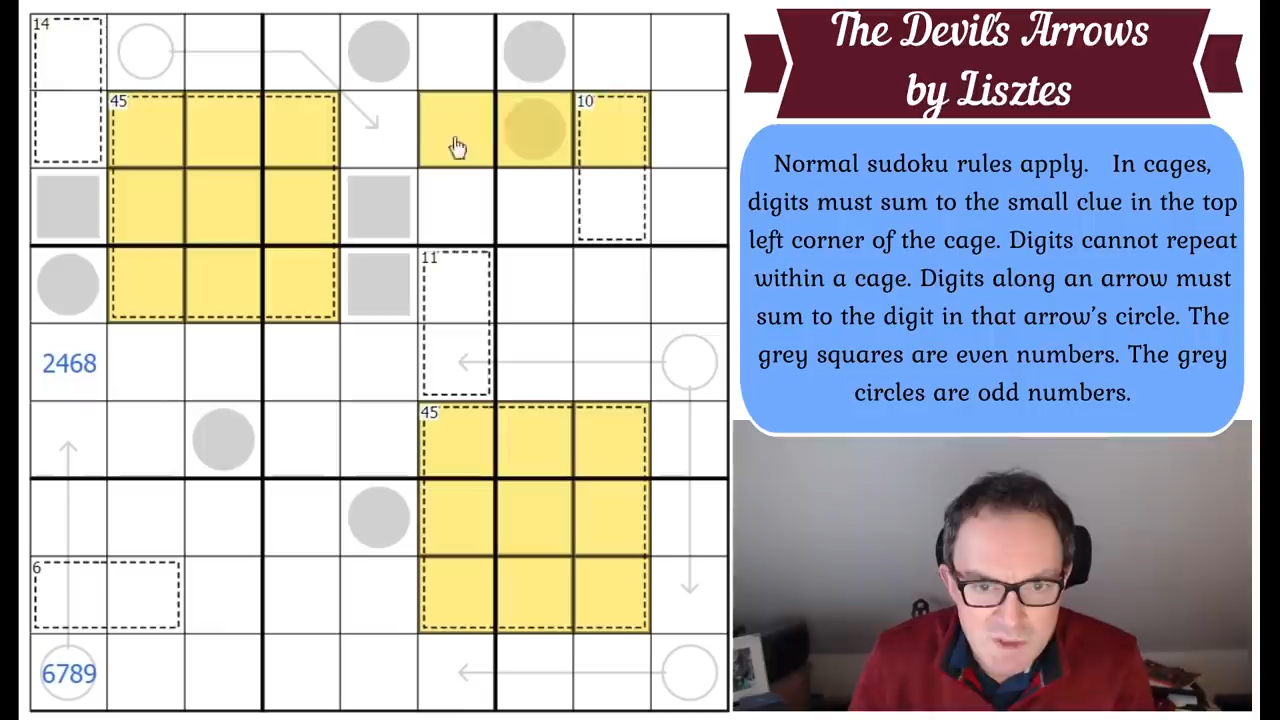 The Devil's Arrows
by Lisztes
Normal sudoku rules apply. In cages,
digits must sum to the small clue in the top
left corner of the cage. Digits cannot repeat
within a cage. Digits along an arrow must
sum to the digit in that arrow's circle. The
grey squares are even numbers. The grey
circles are odd numbers.
14
45
10
11
2468
45
6
6789